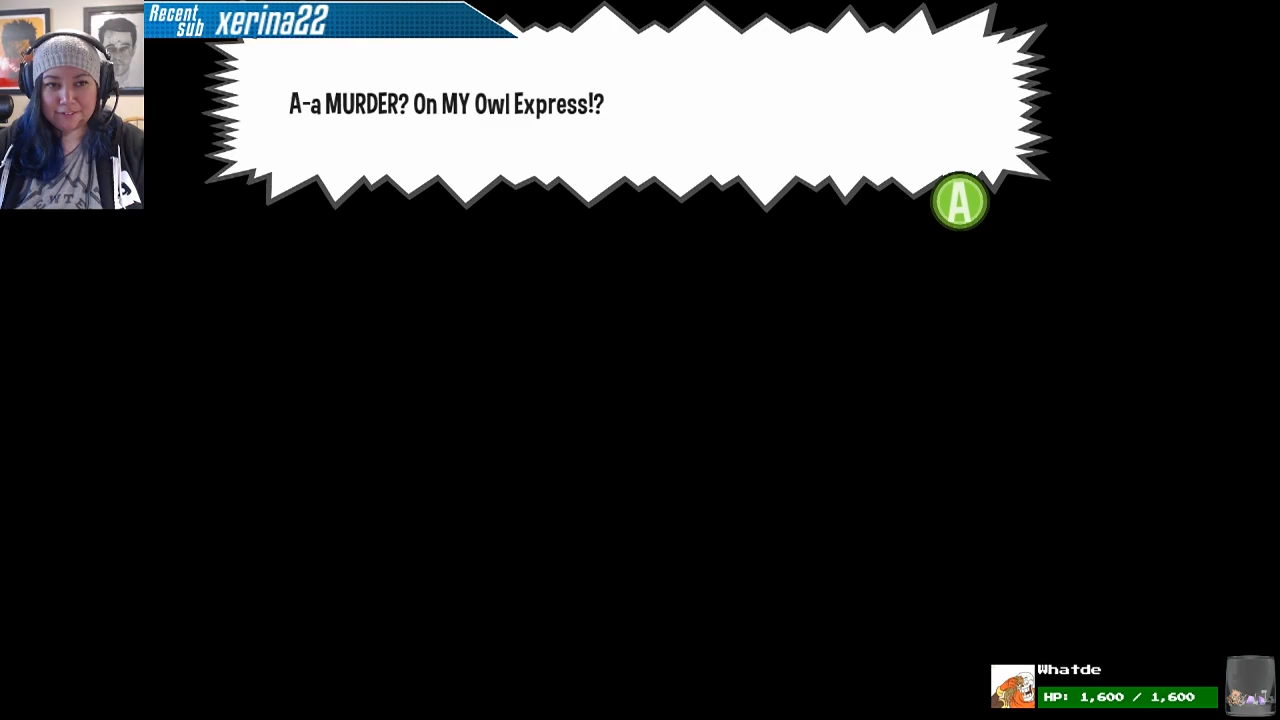 Recent
sub
xerina22
A-a MURDER? On MY Owl Express!?
A
Whatde
HP: 1,600 / 1,600